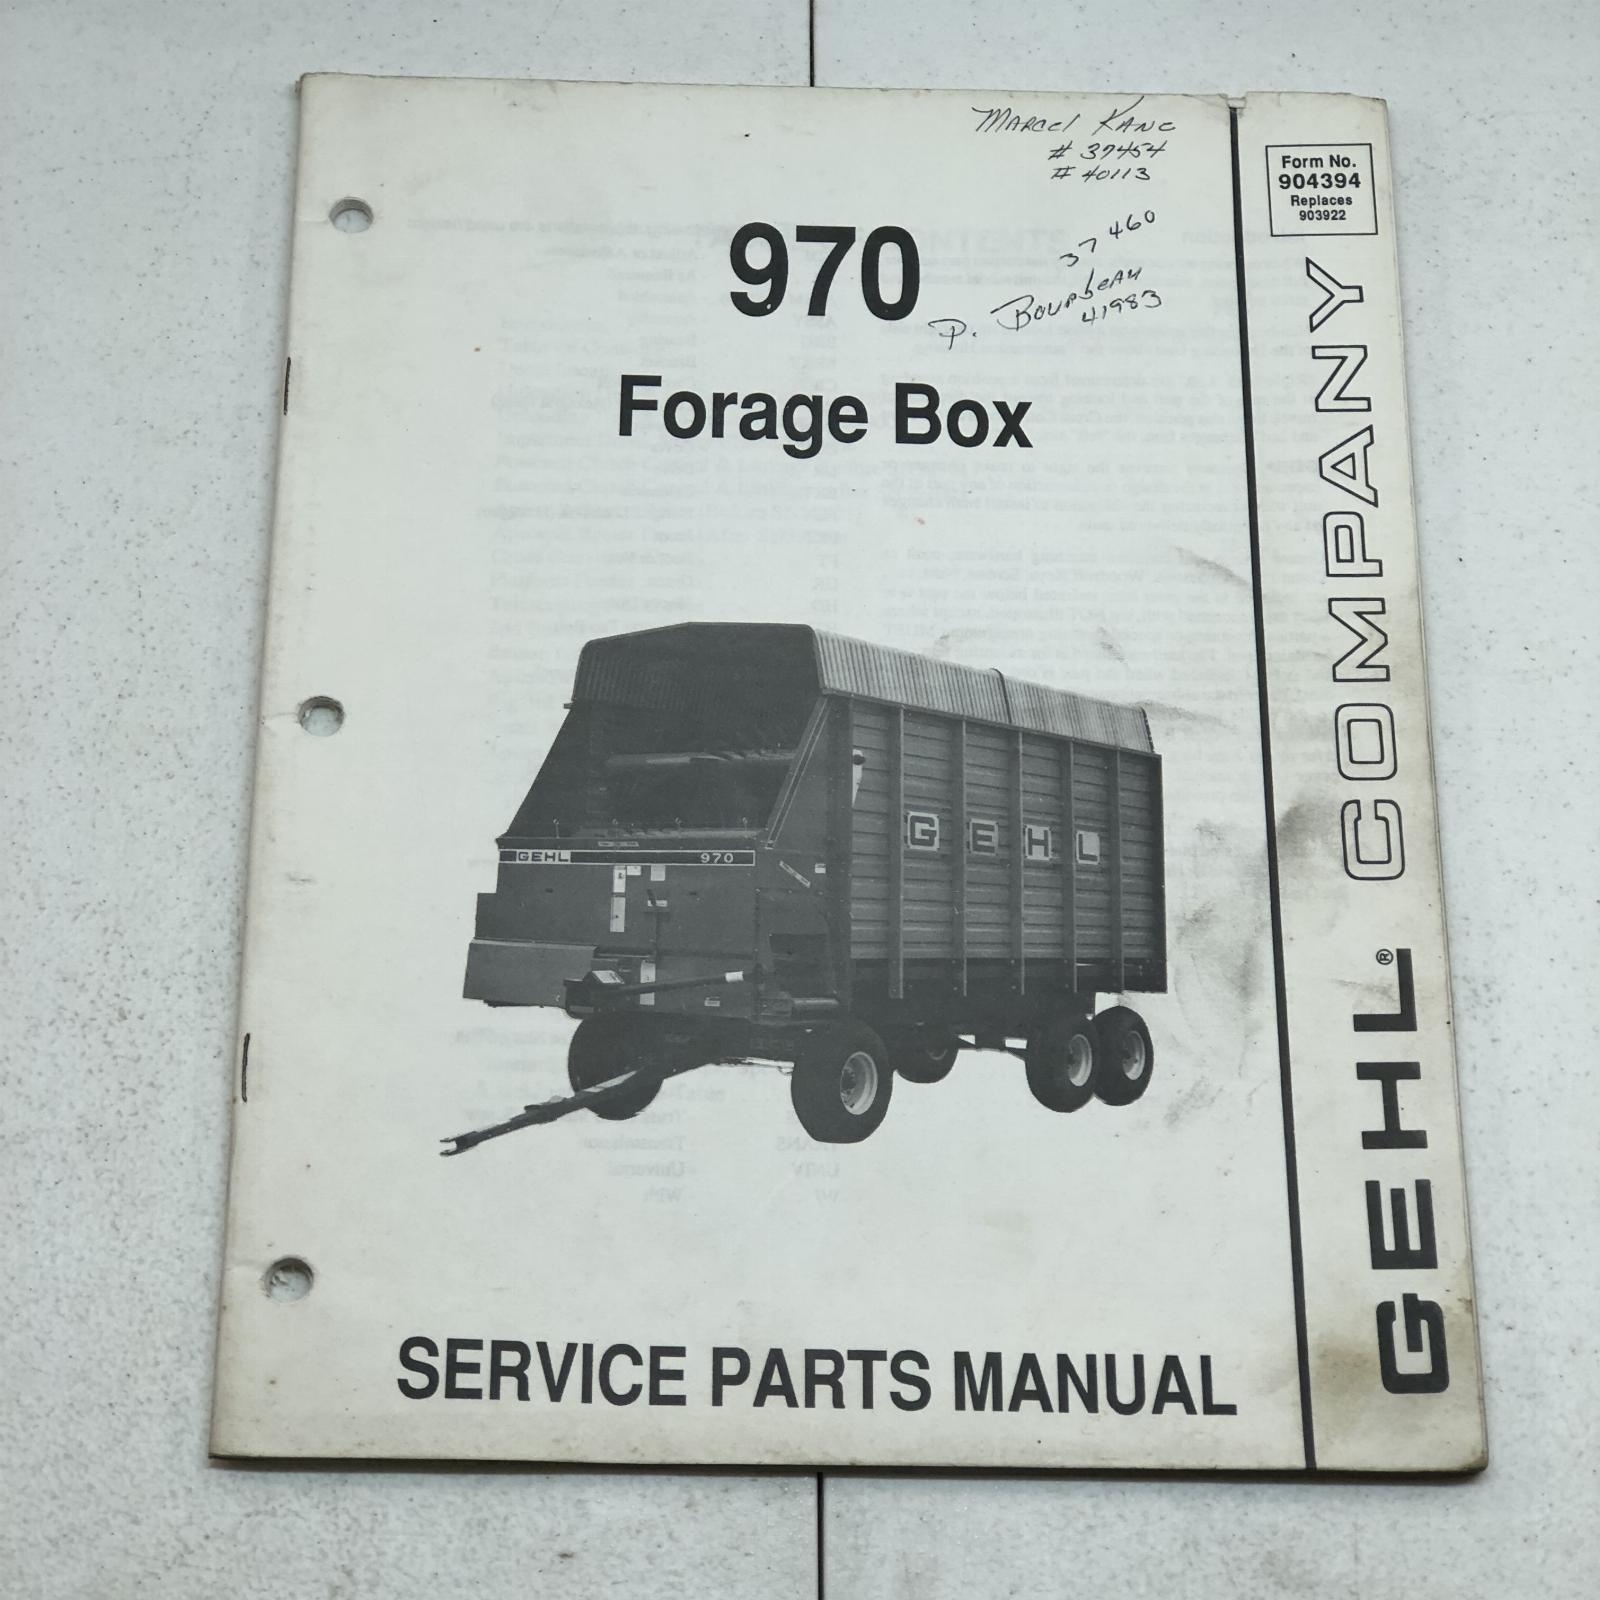 Marcel Kane
# 37454
# 40113
Form No.
904394
Replaces
903922
970
37460
P. Bourbeau
41983
Forage Box
GEHL 970
GEHL
SERVICE PARTS MANUAL
GEHL® COMPANY